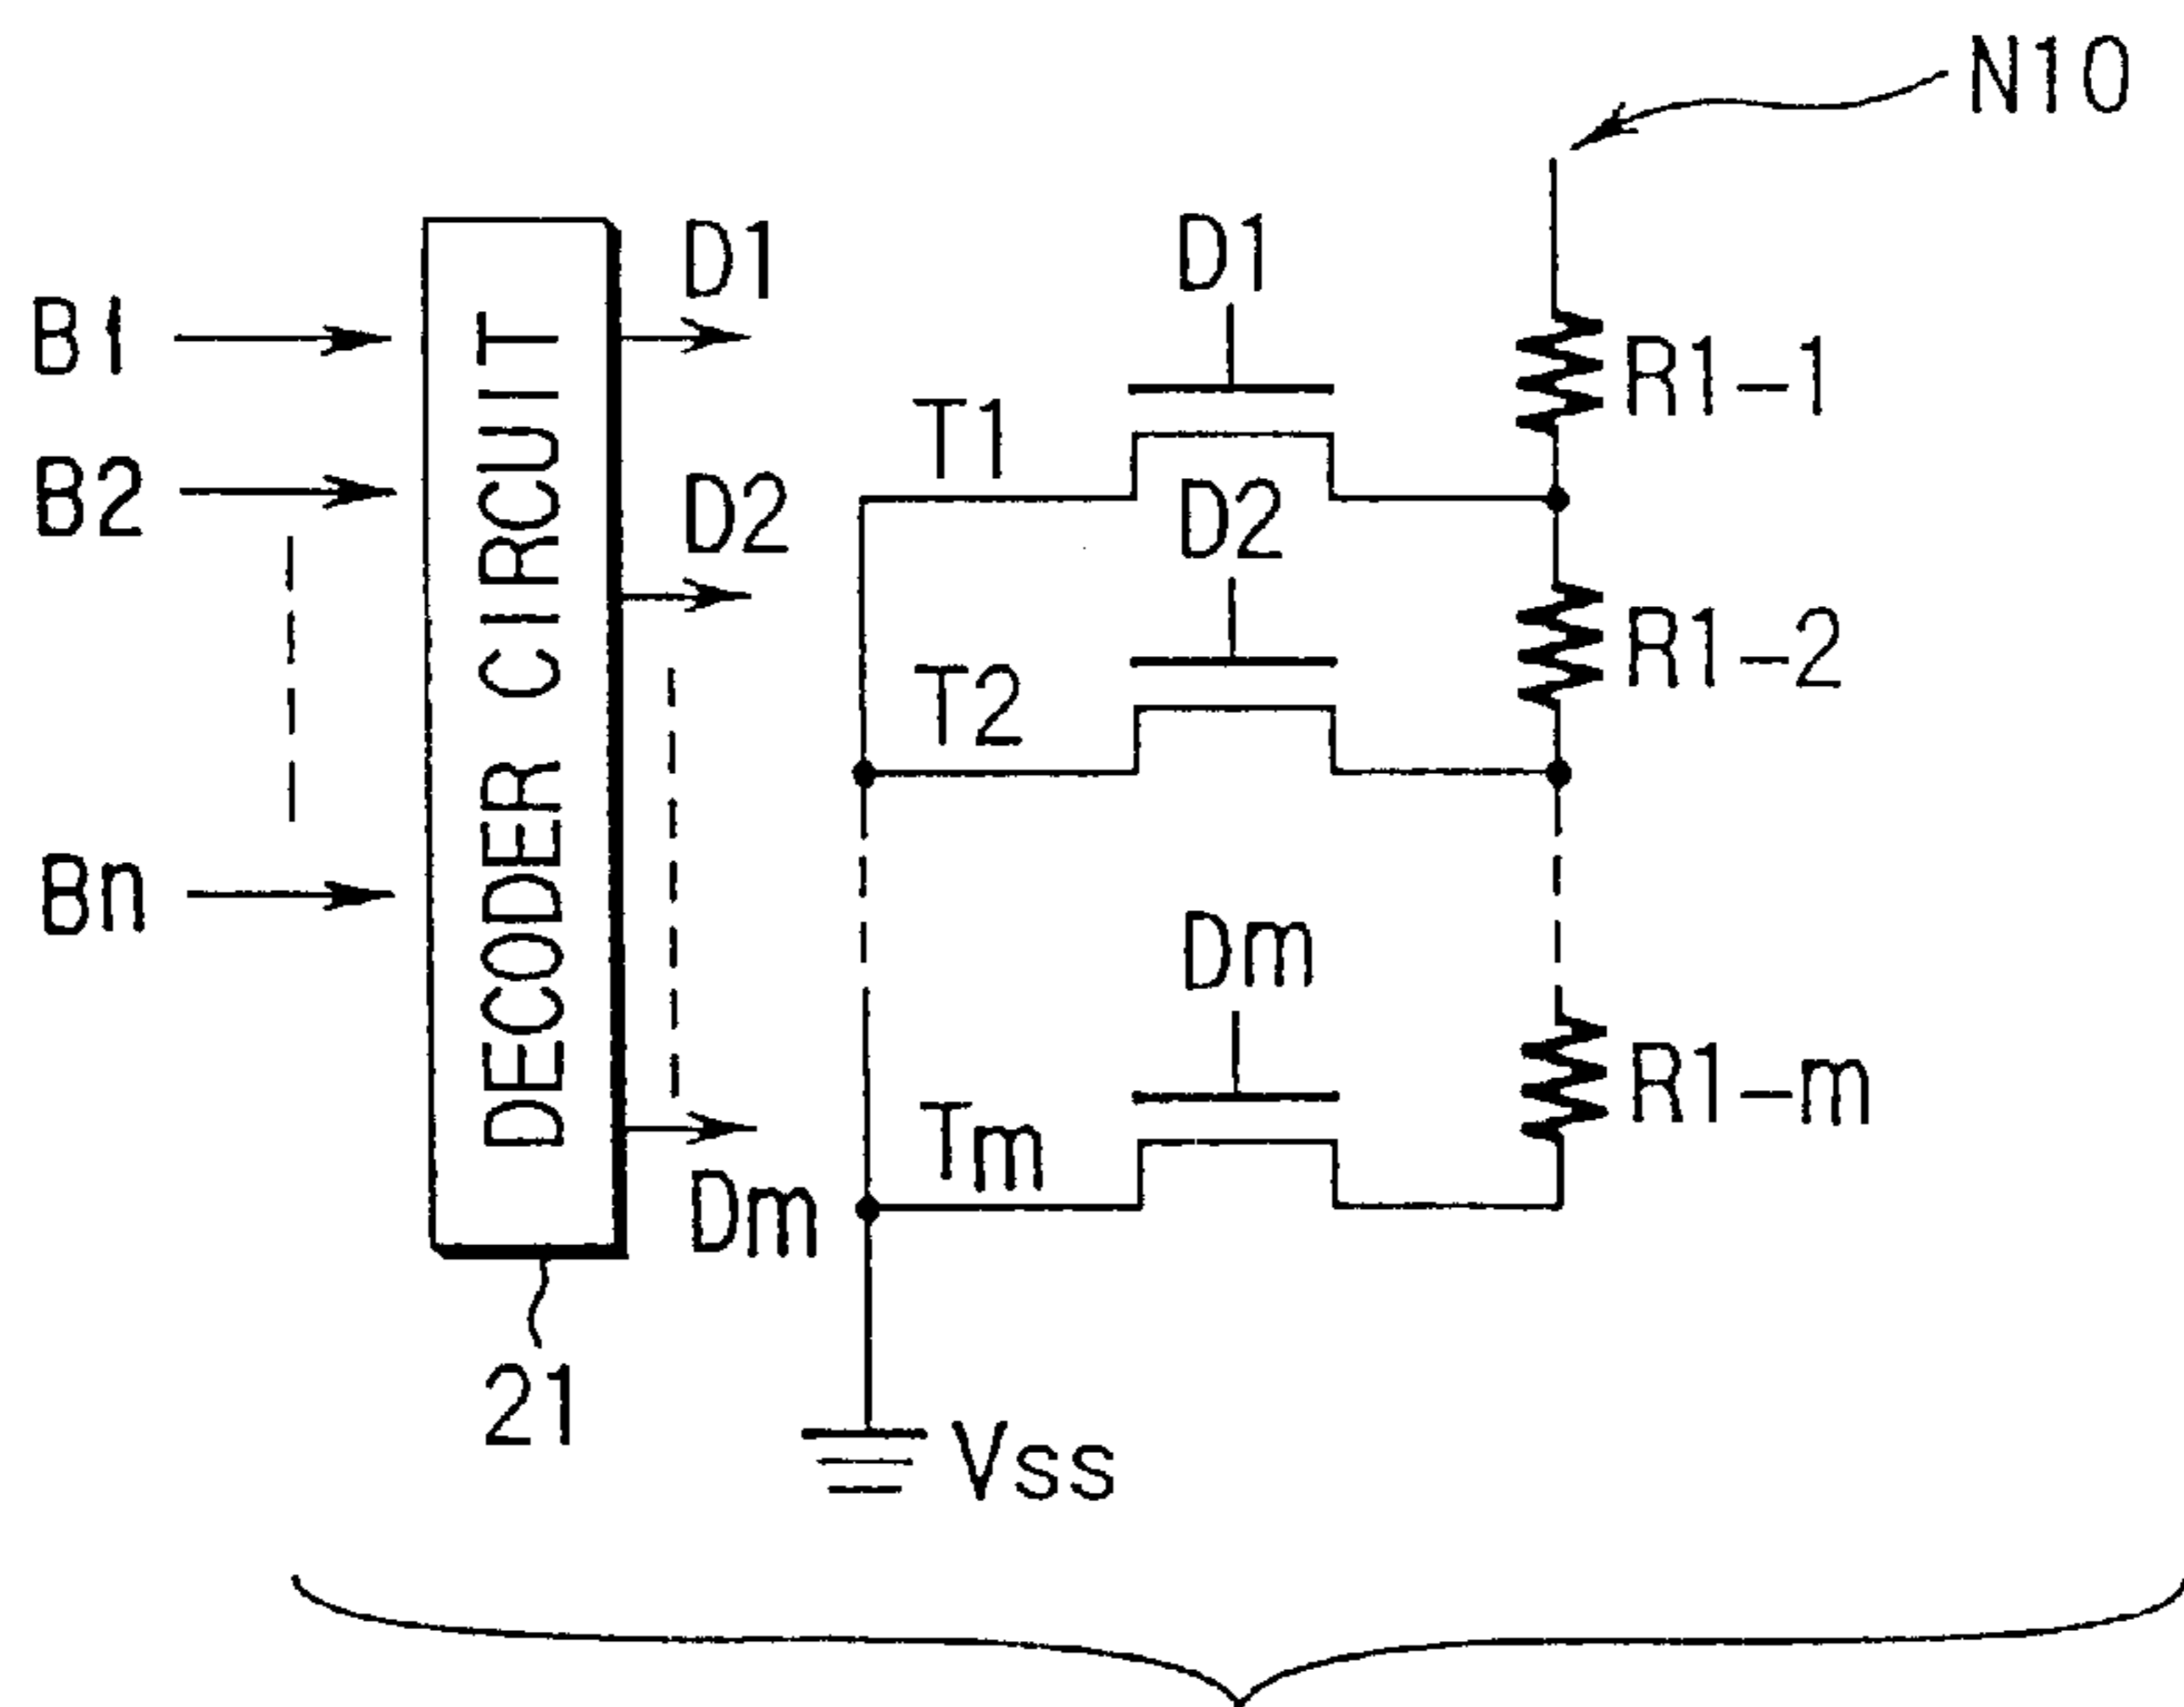 N10
D1
D1
B1
R1-1
T1
B2
D2
D2
DECODER CIRCUIT
R1-2
T2
Bn
Dm
R1-m
Tm
Dm
21
Vss